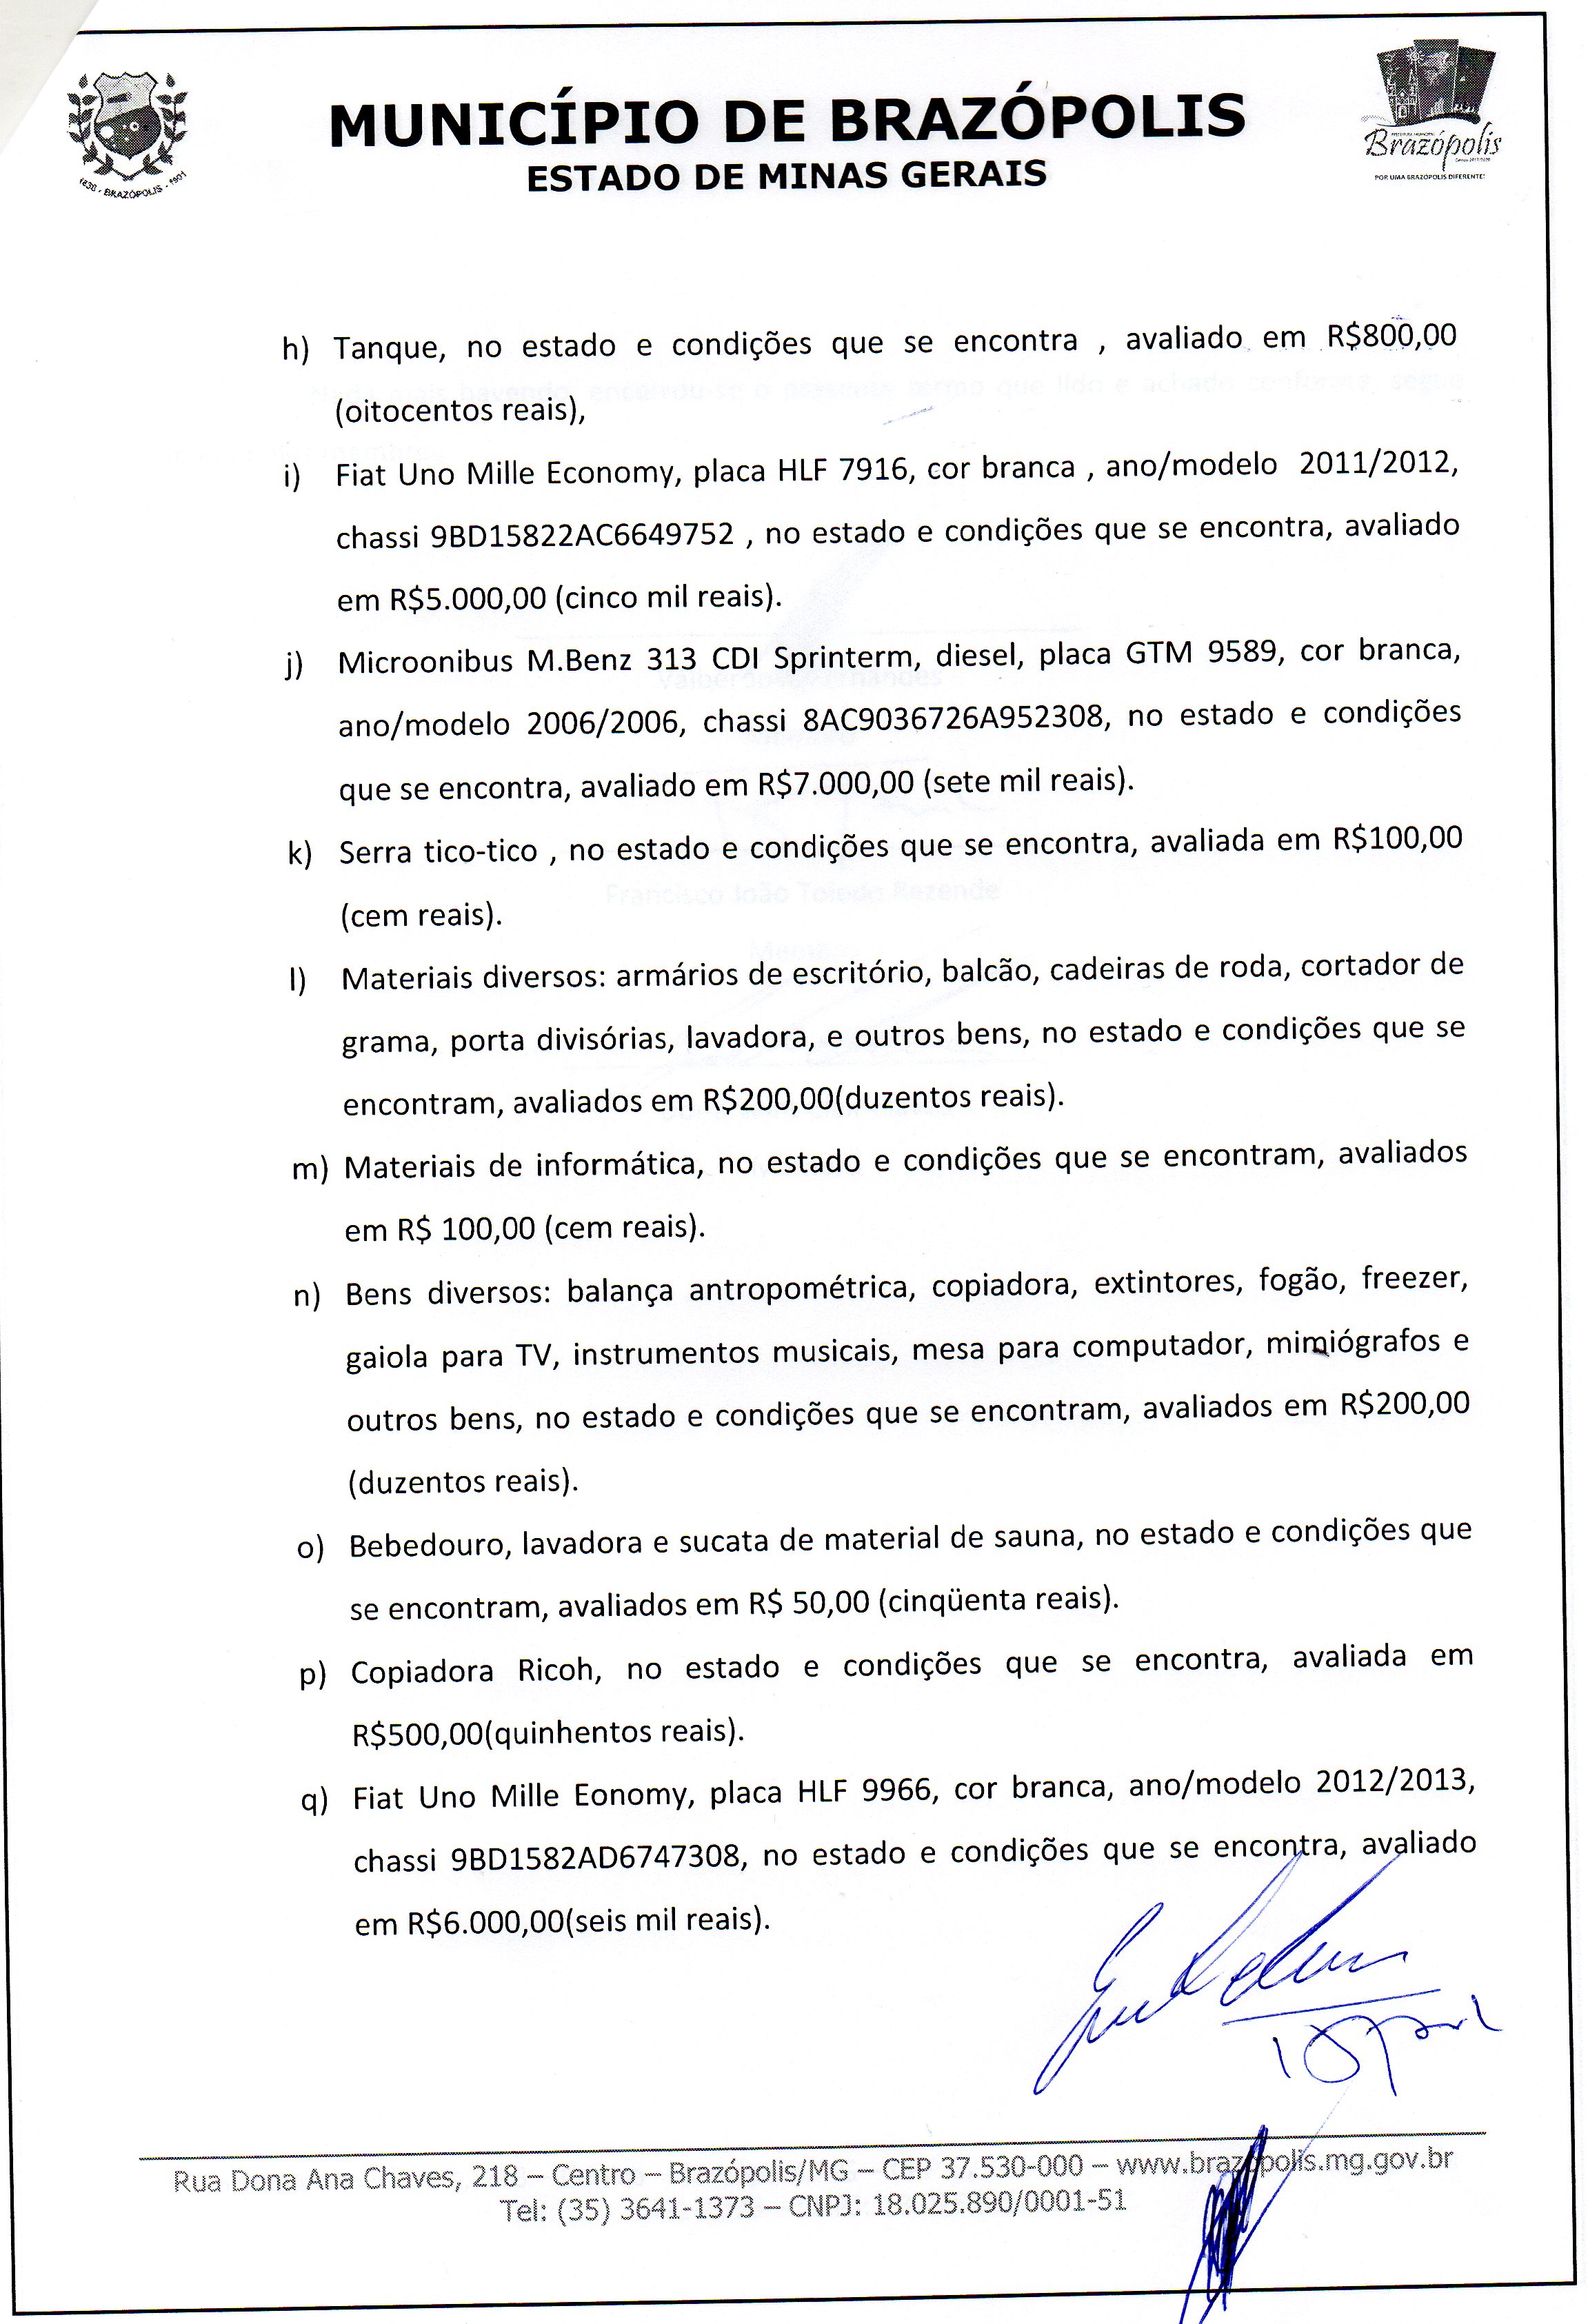 1830 - BRAZÓPOLIS - 1901
MUNICÍPIO DE BRAZÓPOLIS
ESTADO DE MINAS GERAIS
Brazópolis
POR UMA BRAZÓPOLIS DIFERENTE!
h) Tanque, no estado e condições que se encontra , avaliado em R$800,00
(oitocentos reais),
i) Fiat Uno Mille Economy, placa HLF 7916, cor branca , ano/modelo 2011/2012,
chassi 9BD15822AC6649752 , no estado e condições que se encontra, avaliado
em R$5.000,00 (cinco mil reais).
j) Microonibus M.Benz 313 CDI Sprinterm, diesel, placa GTM 9589, cor branca,
ano/modelo 2006/2006, chassi 8AC9036726A952308, no estado e condições
que se encontra, avaliado em R$7.000,00 (sete mil reais).
k) Serra tico-tico , no estado e condições que se encontra, avaliada em R$100,00
(cem reais).
l) Materiais diversos: armários de escritório, balcão, cadeiras de roda, cortador de
grama, porta divisórias, lavadora, e outros bens, no estado e condições que se
encontram, avaliados em R$200,00(duzentos reais).
m) Materiais de informática, no estado e condições que se encontram, avaliados
em R$ 100,00 (cem reais).
n) Bens diversos: balança antropométrica, copiadora, extintores, fogão, freezer,
gaiola para TV, instrumentos musicais, mesa para computador, mimiógrafos e
outros bens, no estado e condições que se encontram, avaliados em R$200,00
(duzentos reais).
o) Bebedouro, lavadora e sucata de material de sauna, no estado e condições que
se encontram, avaliados em R$ 50,00 (cinqüenta reais).
p) Copiadora Ricoh, no estado e condições que se encontra, avaliada em
R$500,00(quinhentos reais).
q) Fiat Uno Mille Eonomy, placa HLF 9966, cor branca, ano/modelo 2012/2013,
chassi 9BD1582AD6747308, no estado e condições que se encontra, avaliado
em R$6.000,00(seis mil reais).
Rua Dona Ana Chaves, 218 – Centro – Brazópolis/MG – CEP 37.530-000 – www.brazópolis.mg.gov.br
Tel: (35) 3641-1373 – CNPJ: 18.025.890/0001-51